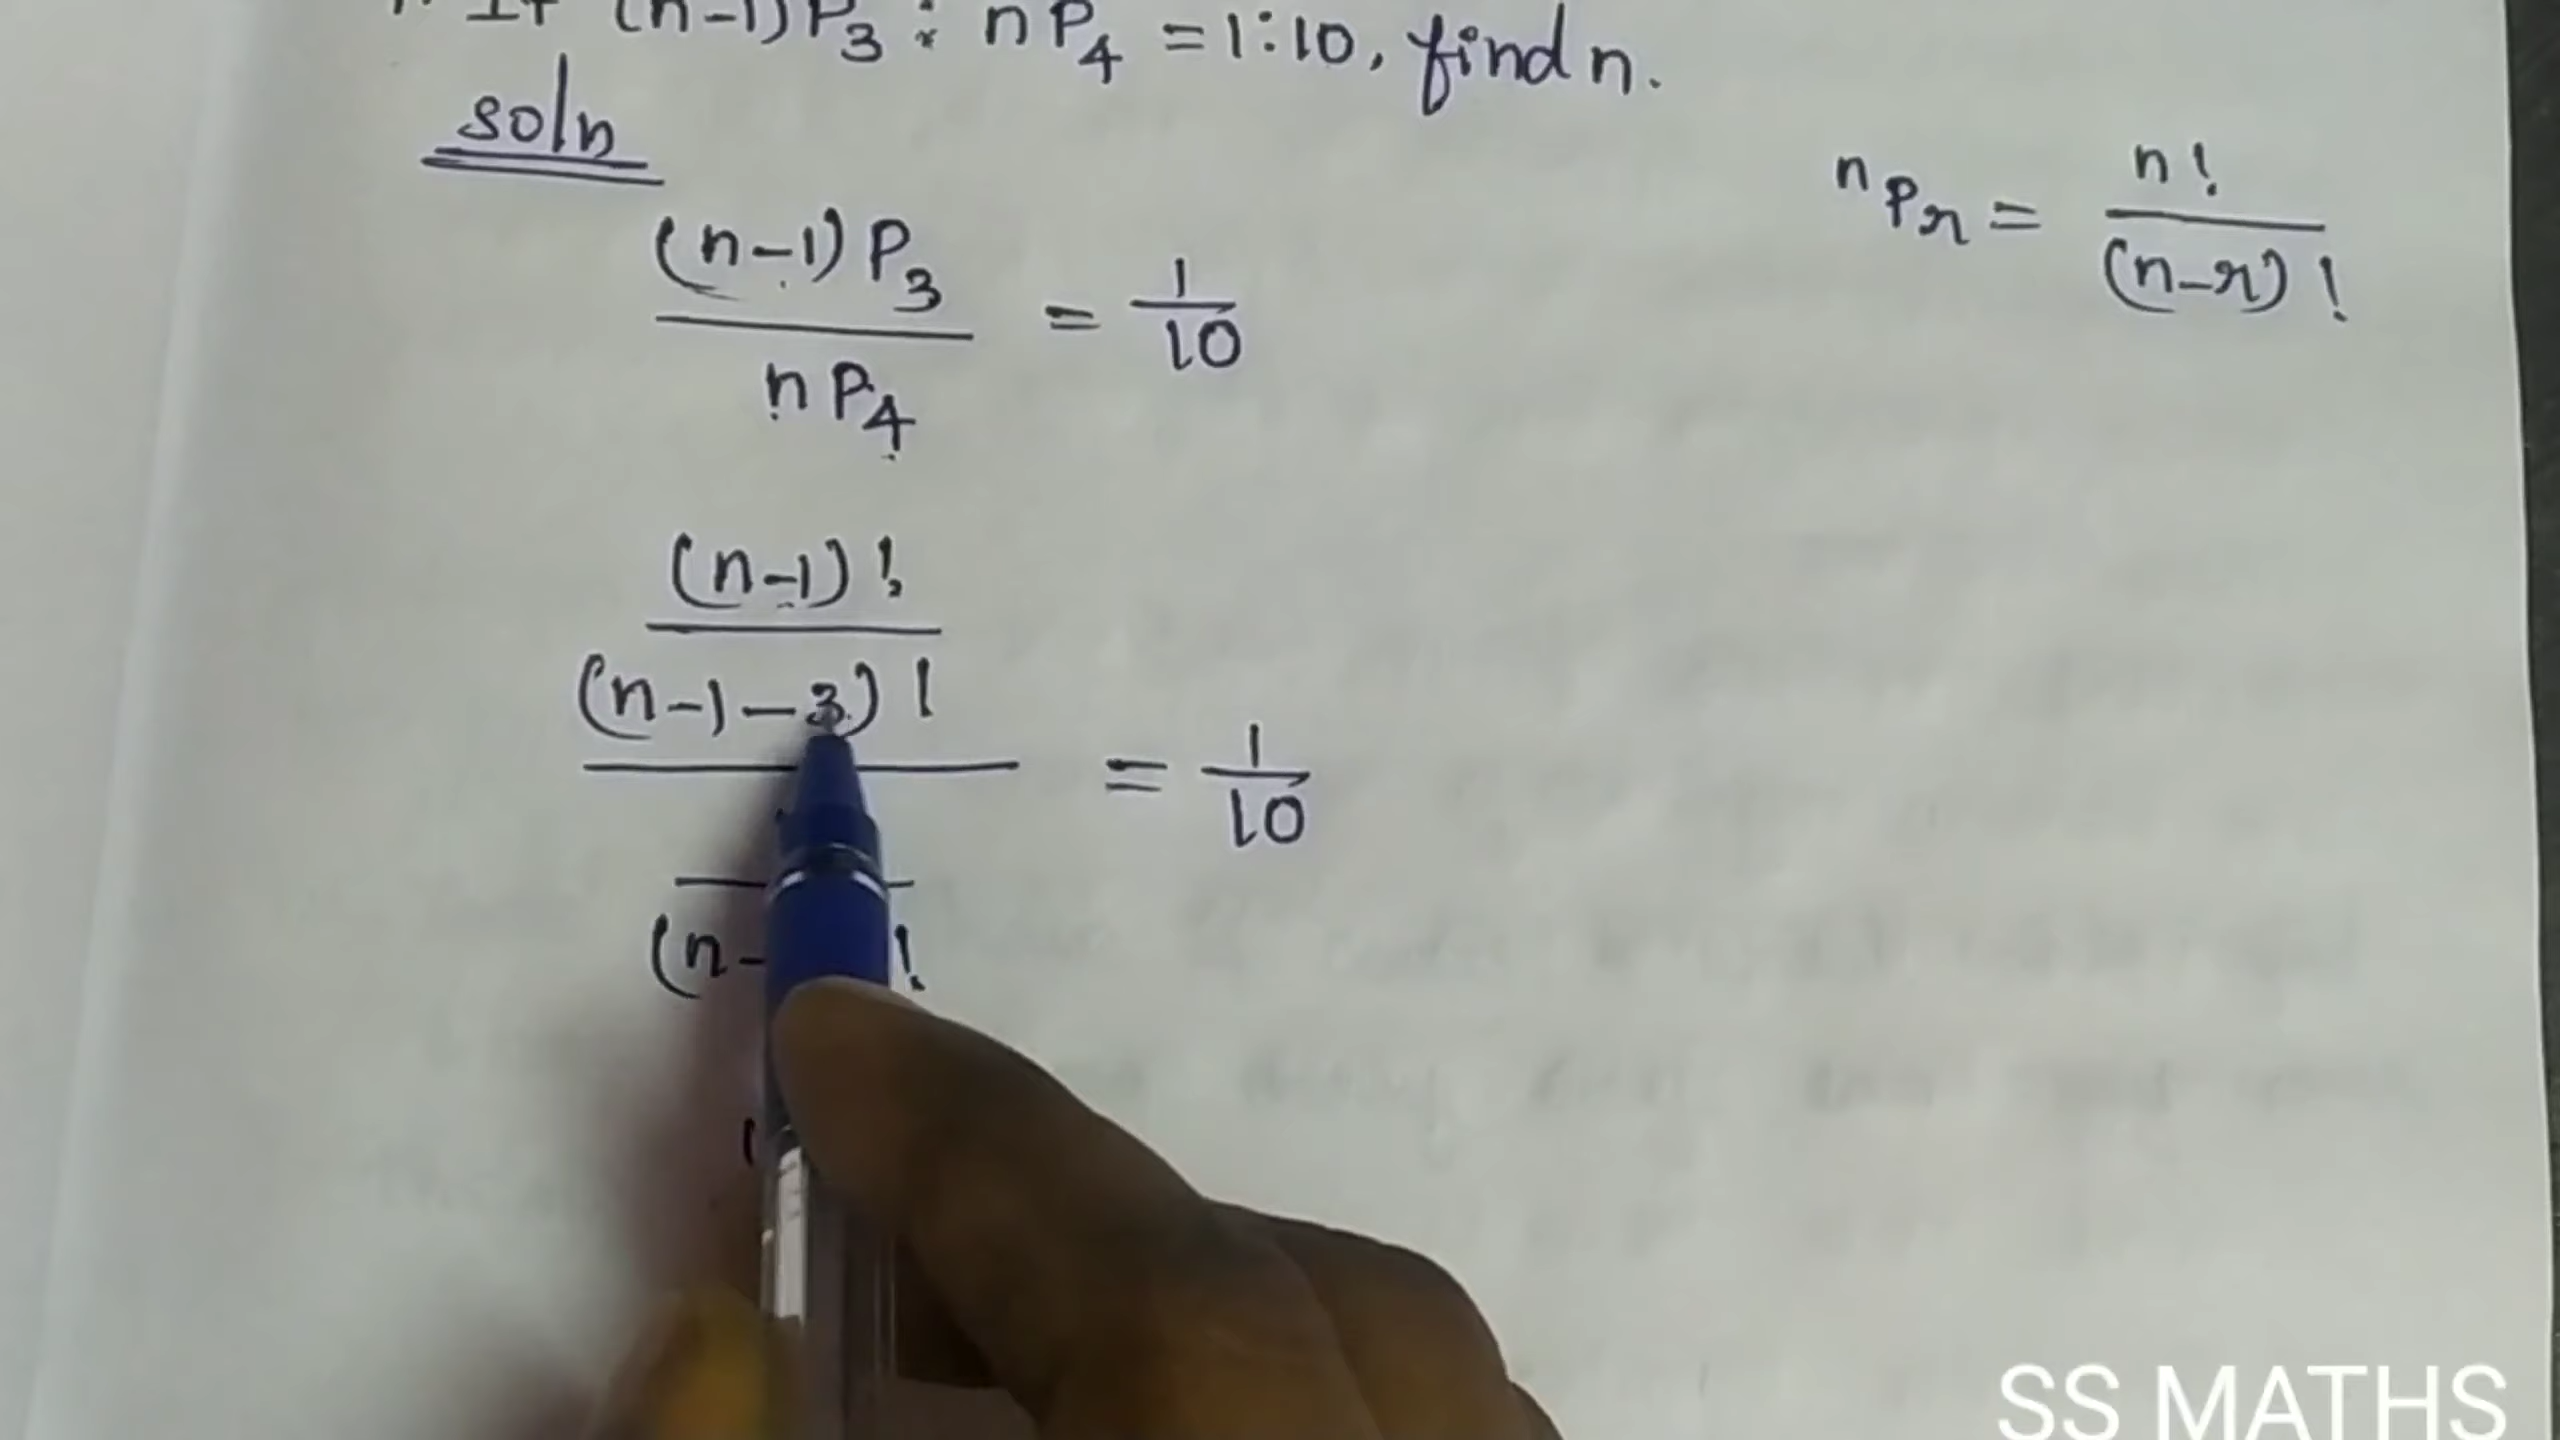 If (n-1)P₃ : nP₄ = 1:10, find n.
soln
nPr = n! / (n-r)!
(n-1)P₃ / nP₄ = 1/10
(n-1)!
(n-1-3)!
= 1/10
(n- !
SS MATHS